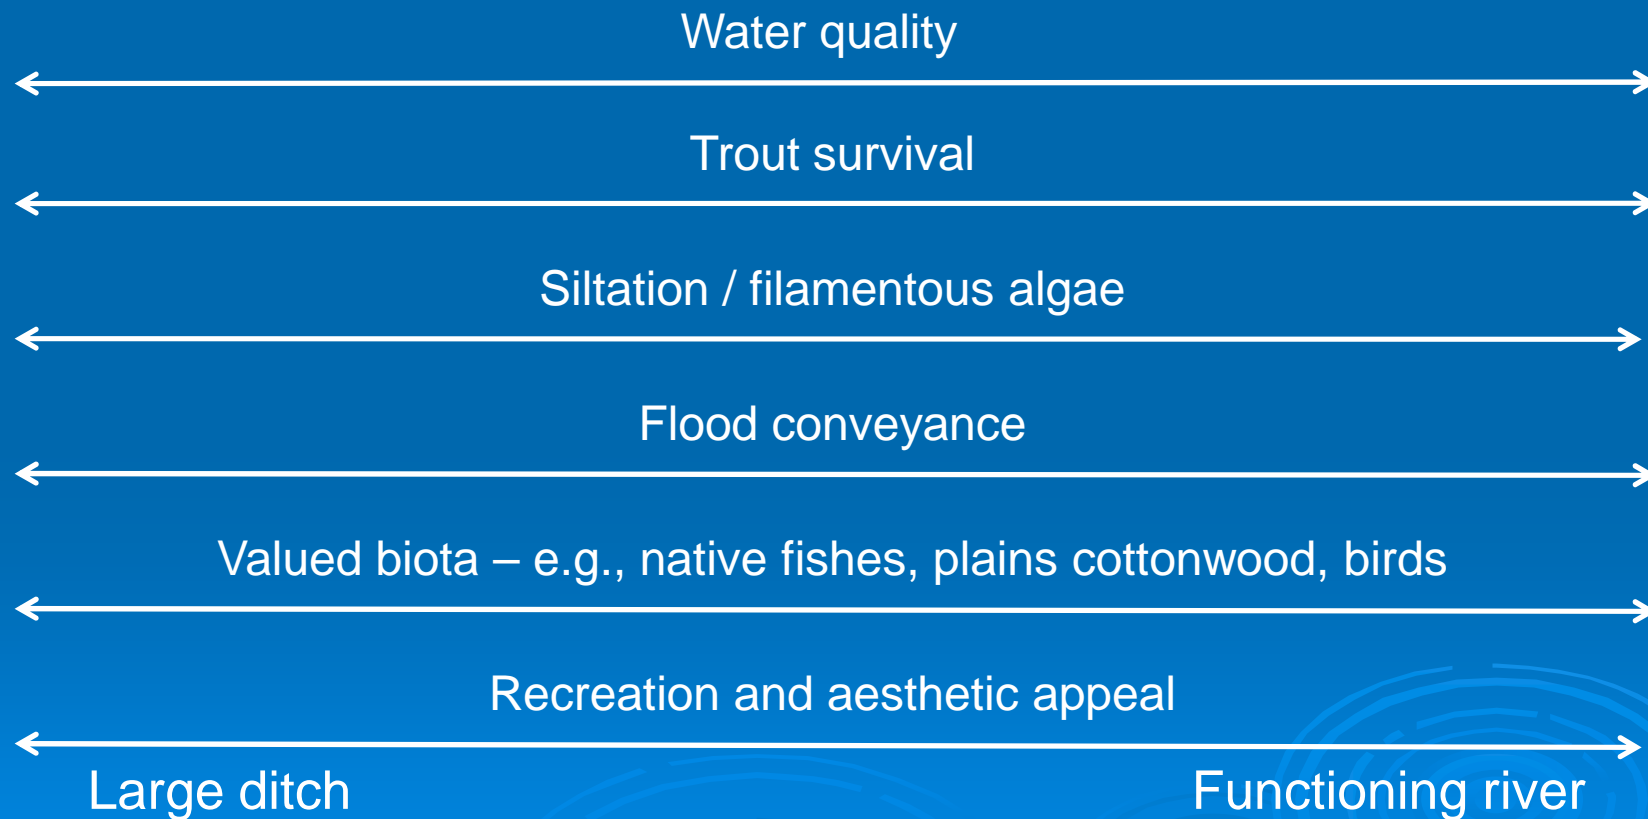 Water quality
Trout survival
Siltation / filamentous algae
Flood conveyance
Valued biota – e.g., native fishes, plains cottonwood, birds
Recreation and aesthetic appeal
Large ditch
Functioning river